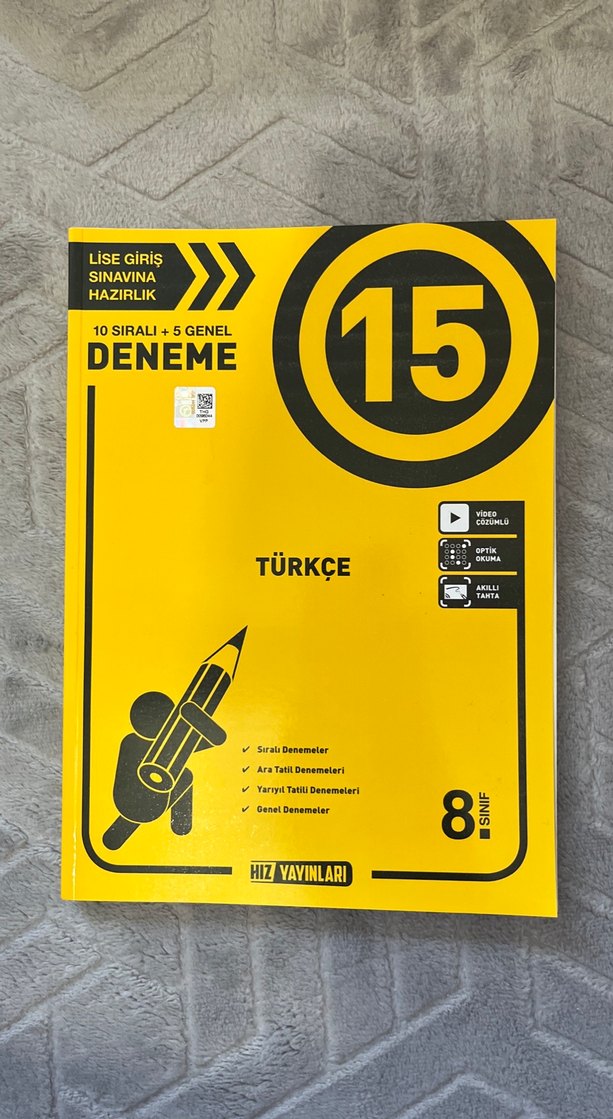 LİSE GİRİŞ
SINAVINA
HAZIRLIK
10 SIRALI + 5 GENEL
DENEME
15
VİDEO
ÇÖZÜMLÜ
OPTİK
OKUMA
AKILLI
TAHTA
TÜRKÇE
✓ Sıralı Denemeler
✓ Ara Tatil Denemeleri
✓ Yarıyıl Tatili Denemeleri
✓ Genel Denemeler
8. SINIF
HIZ YAYINLARI